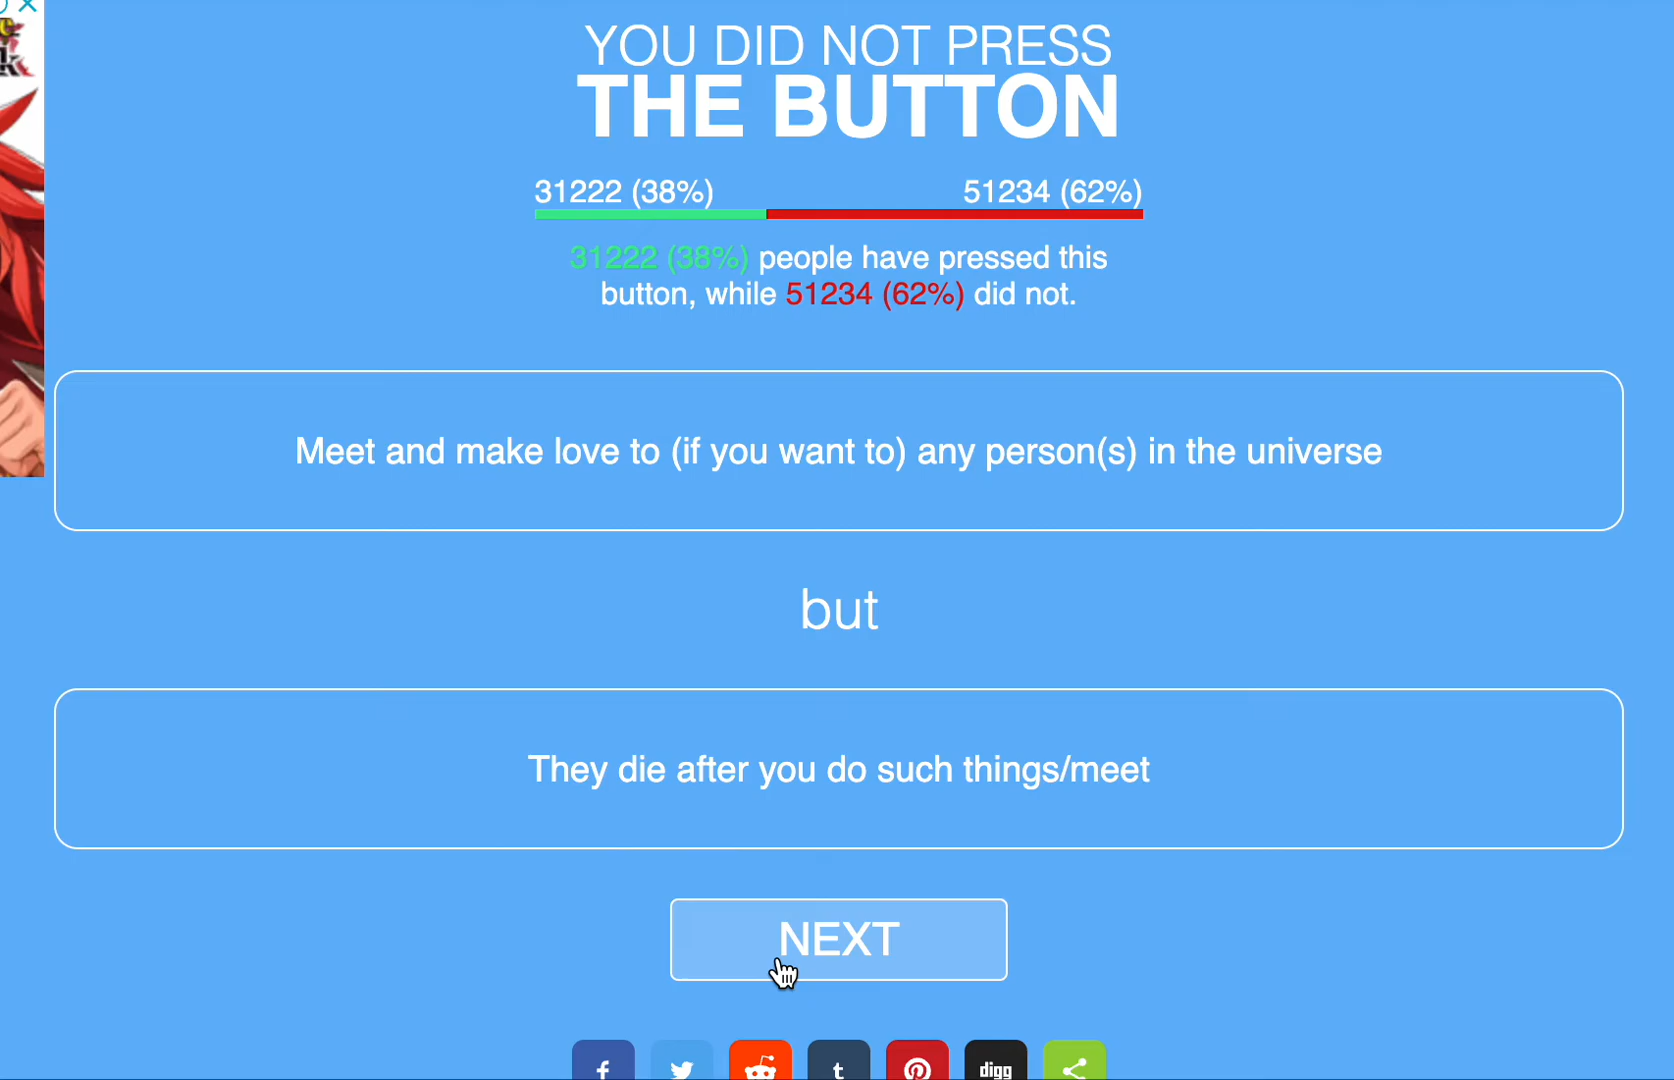 YOU DID NOT PRESS
THE BUTTON
31222 (38%) 51234 (62%)
31222 (38%) people have pressed this
button, while 51234 (62%) did not.
Meet and make love to (if you want to) any person(s) in the universe
but
They die after you do such things/meet
NEXT
f t digg